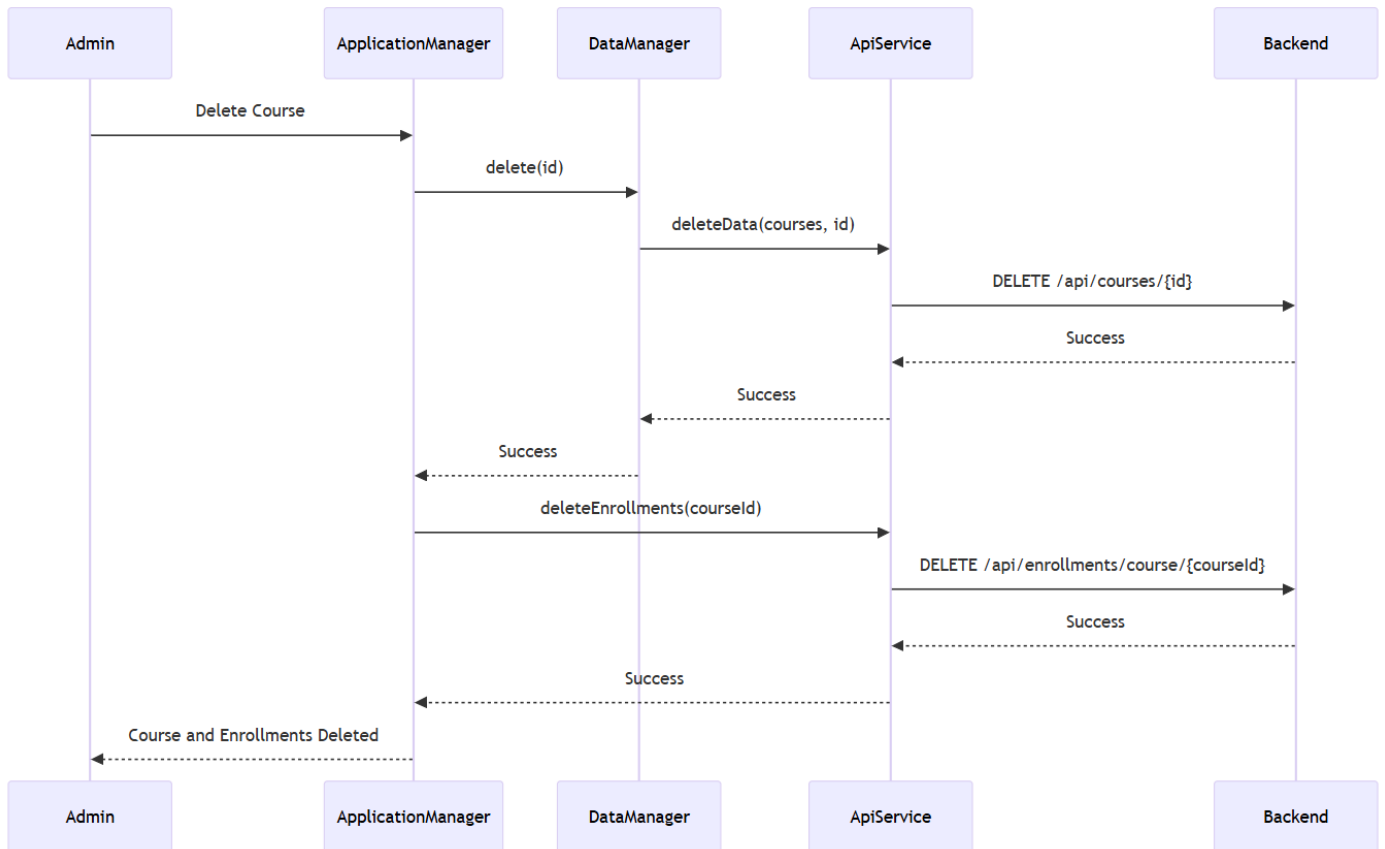 Admin
ApplicationManager
DataManager
ApiService
Backend
Delete Course
delete(id)
deleteData(courses, id)
DELETE /api/courses/{id}
Success
Success
Success
deleteEnrollments(courseId)
DELETE /api/enrollments/course/{courseId}
Success
Success
Course and Enrollments Deleted
Admin
ApplicationManager
DataManager
ApiService
Backend